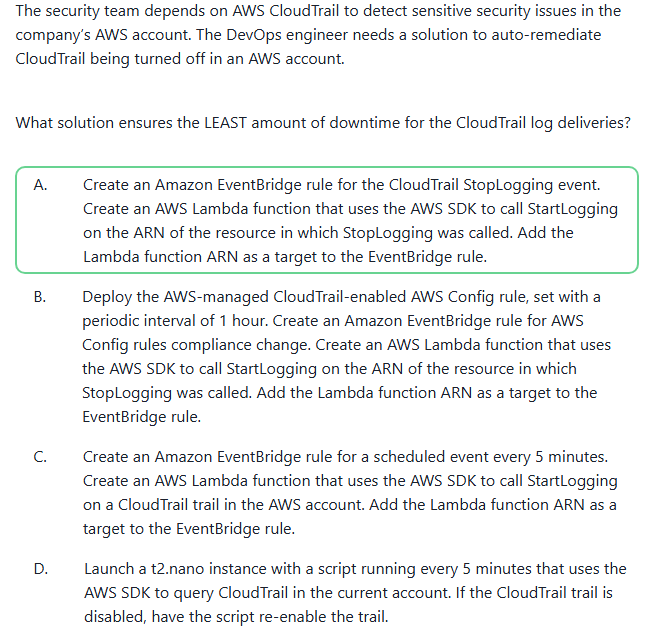 The security team depends on AWS CloudTrail to detect sensitive security issues in the
company's AWS account. The DevOps engineer needs a solution to auto-remediate
CloudTrail being turned off in an AWS account.
What solution ensures the LEAST amount of downtime for the CloudTrail log deliveries?
A. Create an Amazon EventBridge rule for the CloudTrail StopLogging event.
Create an AWS Lambda function that uses the AWS SDK to call StartLogging
on the ARN of the resource in which StopLogging was called. Add the
Lambda function ARN as a target to the EventBridge rule.
B. Deploy the AWS-managed CloudTrail-enabled AWS Config rule, set with a
periodic interval of 1 hour. Create an Amazon EventBridge rule for AWS
Config rules compliance change. Create an AWS Lambda function that uses
the AWS SDK to call StartLogging on the ARN of the resource in which
StopLogging was called. Add the Lambda function ARN as a target to the
EventBridge rule.
C. Create an Amazon EventBridge rule for a scheduled event every 5 minutes.
Create an AWS Lambda function that uses the AWS SDK to call StartLogging
on a CloudTrail trail in the AWS account. Add the Lambda function ARN as a
target to the EventBridge rule.
D. Launch a t2.nano instance with a script running every 5 minutes that uses the
AWS SDK to query CloudTrail in the current account. If the CloudTrail trail is
disabled, have the script re-enable the trail.